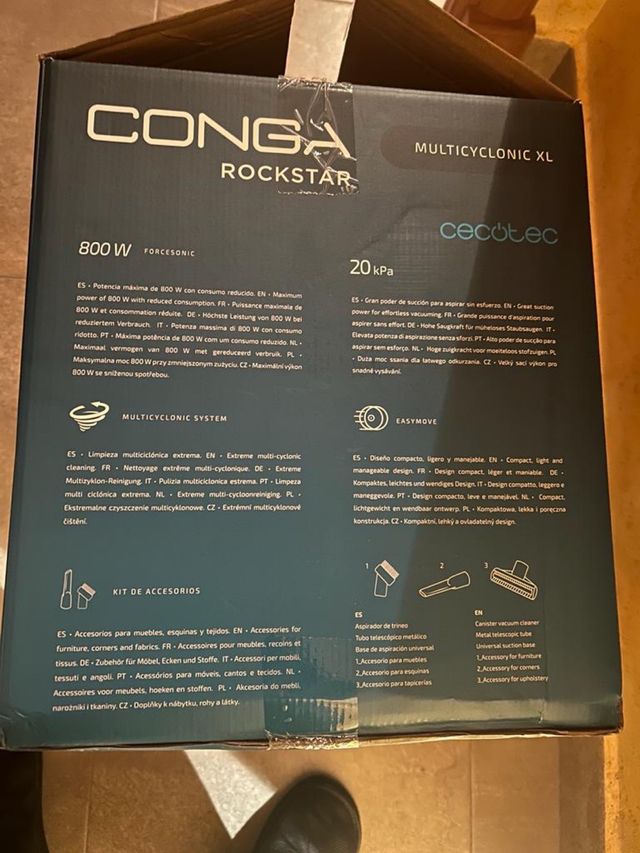 CONGA
ROCKSTAR
MULTICYCLONIC XL
cecotec
800 W FORCESONIC
ES • Potencia máxima de 800 W con consumo reducido. EN • Maximum
power of 800 W with reduced consumption. FR • Puissance maximale de
800 W et consommation réduite. DE • Höchste Leistung von 800 W bei
reduziertem Verbrauch. IT • Potenza massima di 800 W con consumo
ridotto. PT • Máxima potência de 800 W com um consumo reduzido. NL •
Maximaal vermogen van 800 W met gereduceerd verbruik. PL •
Maksymalna moc 800 W przy zmniejszonym zużyciu. CZ • Maximální výkon
800 W se sníženou spotřebou.
20 kPa
ES • Gran poder de succión para aspirar sin esfuerzo. EN • Great suction
power for effortless vacuuming. FR • Grande puissance d'aspiration pour
aspirer sans effort. DE • Hohe Saugkraft für müheloses Staubsaugen. IT •
Elevata potenza di aspirazione senza sforzi. PT • Alto poder de sucção para
aspirar sem esforço. NL • Hoge zuigkracht voor moeiteloos stofzuigen. PL
• Duża moc ssania dla łatwego odkurzania. CZ • Velký sací výkon pro
snadné vysávání.
MULTICYCLONIC SYSTEM
ES • Limpieza multiciclónica extrema. EN • Extreme multi-cyclonic
cleaning. FR • Nettoyage extrême multi-cyclonique. DE • Extreme
Multizyklon-Reinigung. IT • Pulizia multiciclonica estrema. PT • Limpeza
multi ciclónica extrema. NL • Extreme multi-cycloonreiniging. PL •
Ekstremalne czyszczenie multicyklonowe. CZ • Extrémní multicyklonové
čištění.
EASYMOVE
ES • Diseño compacto, ligero y manejable. EN • Compact, light and
manageable design. FR • Design compact, léger et maniable. DE •
Kompaktes, leichtes und wendiges Design. IT • Design compatto, leggero e
maneggevole. PT • Design compacto, leve e manejável. NL • Compact,
lichtgewicht en wendbaar ontwerp. PL • Kompaktowa, lekka i poręczna
konstrukcja. CZ • Kompaktní, lehký a ovladatelný design.
KIT DE ACCESORIOS
ES • Accesorios para muebles, esquinas y tejidos. EN • Accessories for
furniture, corners and fabrics. FR • Accessoires pour meubles, recoins et
tissus. DE • Zubehör für Möbel, Ecken und Stoffe. IT • Accessori per mobili,
tessuti e angoli. PT • Acessórios para móveis, cantos e tecidos. NL •
Accessoires voor meubels, hoeken en stoffen. PL • Akcesoria do mebli,
narożniki i tkaniny. CZ • Doplňky k nábytku, rohy a látky.
1 2 3
ES
Aspirador de trineo
Tubo telescópico metálico
Base de aspiración universal
1_Accesorio para muebles
2_Accesorio para esquinas
3_Accesorio para tapicerías
EN
Canister vacuum cleaner
Metal telescopic tube
Universal suction base
1_Accessory for furniture
2_Accessory for corners
3_Accessory for upholstery